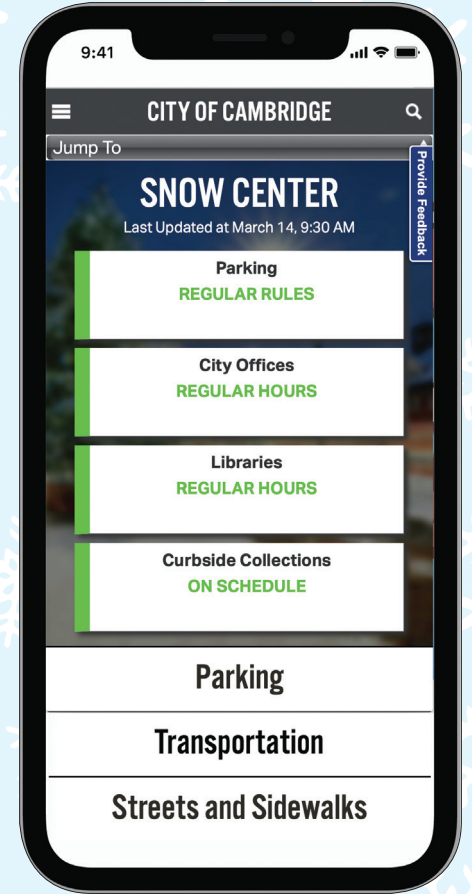 9:41
CITY OF CAMBRIDGE
Jump To
Provide Feedback
SNOW CENTER
Last Updated at March 14, 9:30 AM
Parking
REGULAR RULES
City Offices
REGULAR HOURS
Libraries
REGULAR HOURS
Curbside Collections
ON SCHEDULE
Parking
Transportation
Streets and Sidewalks